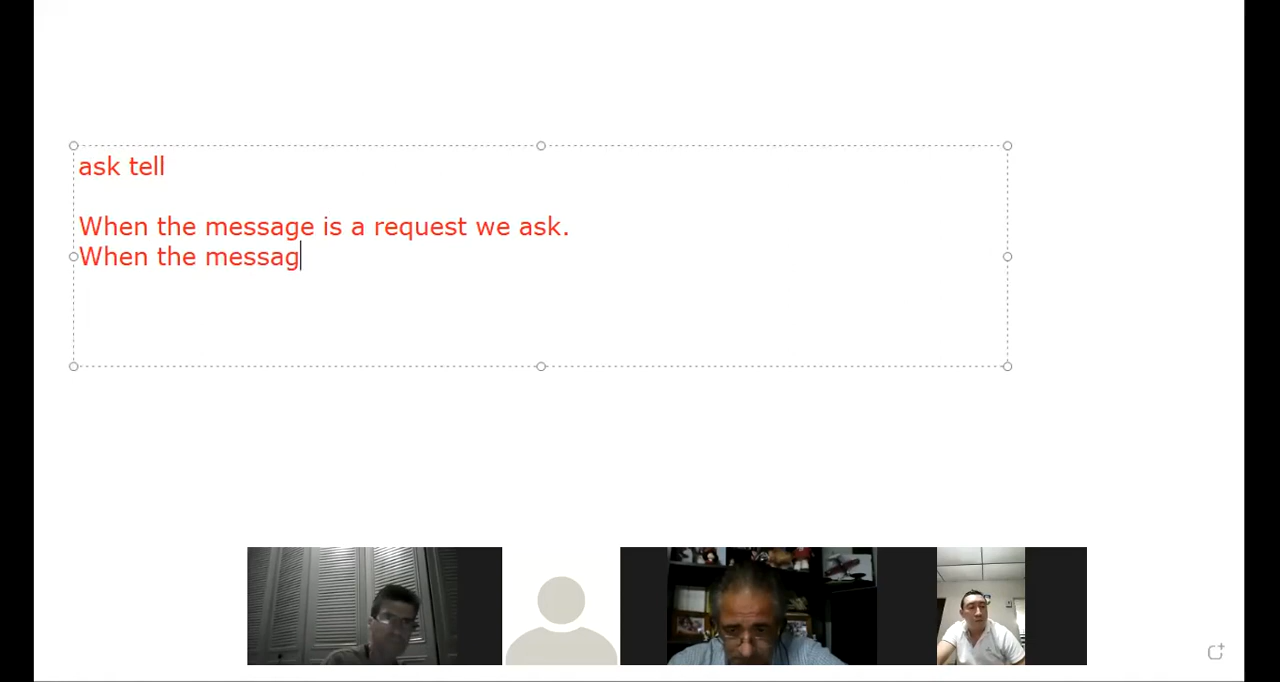 ask tell
When the message is a request we ask.
When the messag